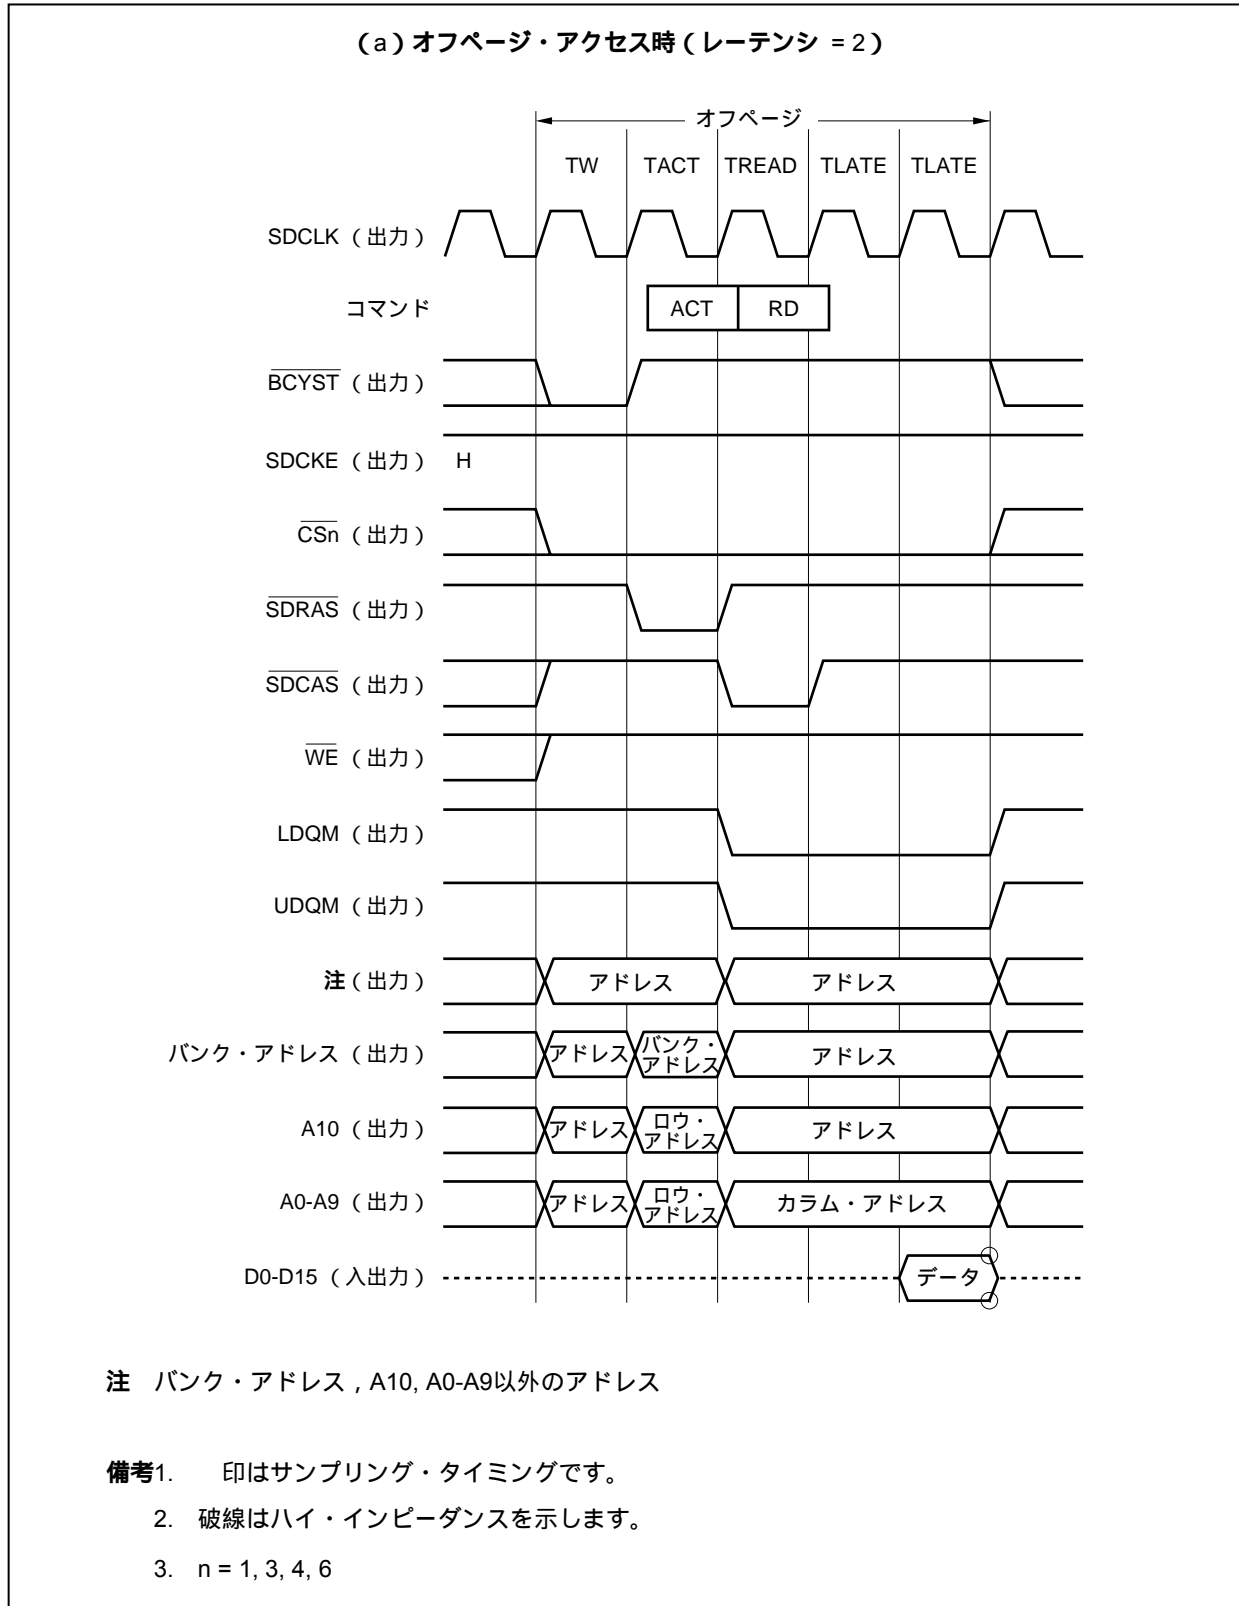 （a）オフページ・アクセス時（レーテンシ = 2）
オフページ
TW TACT TREAD TLATE TLATE
SDCLK（出力）
コマンド ACT RD
BCYST（出力）
SDCKE（出力） H
CSn（出力）
SDRAS（出力）
SDCAS（出力）
WE（出力）
LDQM（出力）
UDQM（出力）
注（出力） アドレス アドレス
バンク・アドレス（出力） アドレス バンク・アドレス アドレス
A10（出力） アドレス ロウ・アドレス アドレス
A0-A9（出力） アドレス ロウ・アドレス カラム・アドレス
D0-D15（入出力） データ
注 バンク・アドレス，A10, A0-A9以外のアドレス
備考1. 印はサンプリング・タイミングです。
2. 破線はハイ・インピーダンスを示します。
3. n = 1, 3, 4, 6